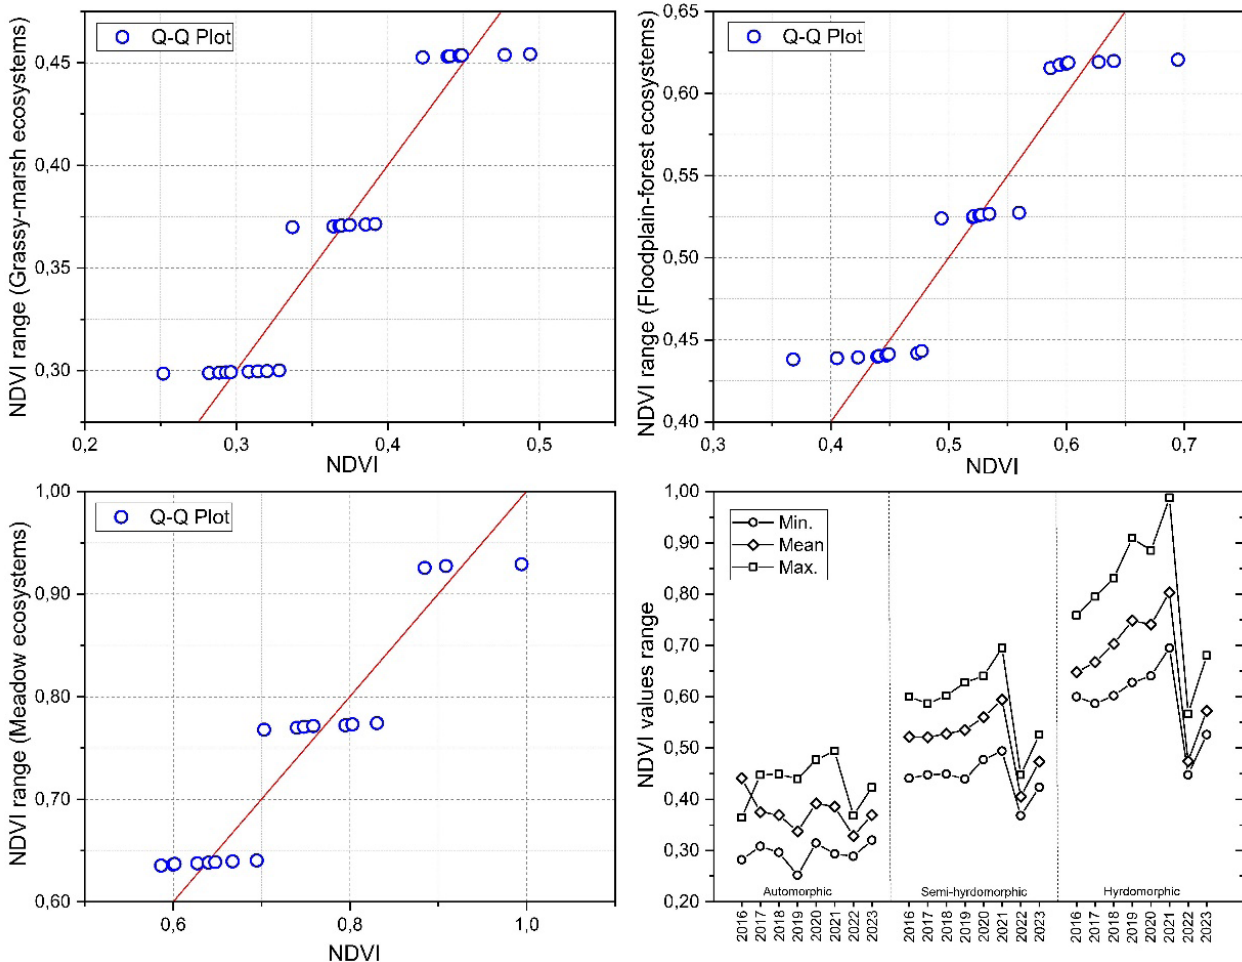 Q-Q Plot
NDVI range (Grassy-marsh ecosystems)
0,45
0,40
0,35
0,30
0,2 0,3 0,4 0,5
NDVI
Q-Q Plot
NDVI range (Floodplain-forest ecosystems)
0,65
0,60
0,55
0,50
0,45
0,40
0,3 0,4 0,5 0,6 0,7
NDVI
Q-Q Plot
NDVI range (Meadow ecosystems)
1,00
0,90
0,80
0,70
0,60
0,6 0,8 1,0
NDVI
Min.
Mean
Max.
NDVI values range
1,00
0,90
0,80
0,70
0,60
0,50
0,40
0,30
0,20
Automorphic Semi-hyrdomorphic Hyrdomorphic
2016 2017 2018 2019 2020 2021 2022 2023 2016 2017 2018 2019 2020 2021 2022 2023 2016 2017 2018 2019 2020 2021 2022 2023